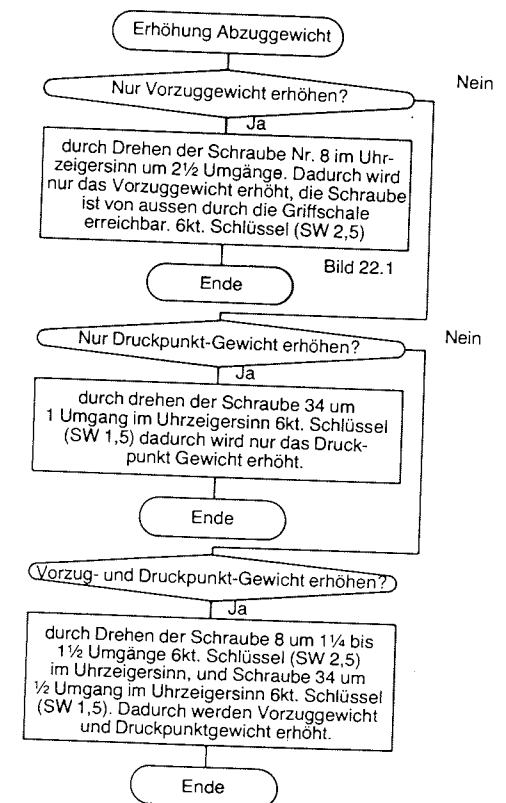 Erhöhung Abzuggewicht
Nein
Nur Vorzuggewicht erhöhen?
Ja
durch Drehen der Schraube Nr. 8 im Uhr-
zeigersinn um 2½ Umgänge. Dadurch wird
nur das Vorzuggewicht erhöht, die Schraube
ist von aussen durch die Griffschale
erreichbar. 6kt. Schlüssel (SW 2,5)
Bild 22.1
Ende
Nein
Nur Druckpunkt-Gewicht erhöhen?
Ja
durch drehen der Schraube 34 um
1 Umgang im Uhrzeigersinn 6kt. Schlüssel
(SW 1,5) dadurch wird nur das Druck-
punkt Gewicht erhöht.
Ende
Vorzug- und Druckpunkt-Gewicht erhöhen?
Ja
durch Drehen der Schraube 8 um 1¼ bis
1½ Umgänge 6kt. Schlüssel (SW 2,5)
im Uhrzeigersinn, und Schraube 34 um
½ Umgang im Uhrzeigersinn 6kt. Schlüssel
(SW 1,5). Dadurch werden Vorzuggewicht
und Druckpunktgewicht erhöht.
Ende